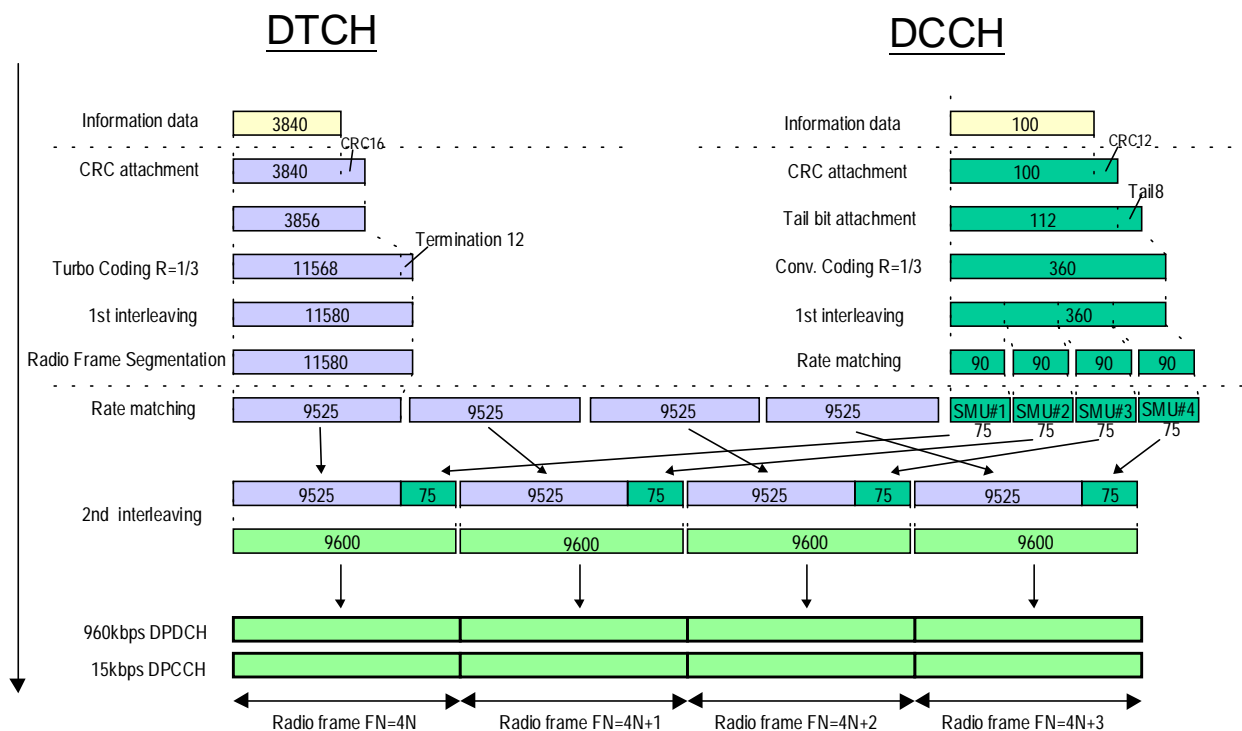 DTCH DCCH
Information data 3840 Information data 100
CRC16 CRC12
CRC attachment 3840 CRC attachment 100
Tail8
3856 Tail bit attachment 112
Termination 12
Turbo Coding R=1/3 11568 Conv. Coding R=1/3 360
1st interleaving 11580 1st interleaving 360
Radio Frame Segmentation 11580 Rate matching 90 90 90 90
Rate matching 9525 9525 9525 9525 SMU#1 SMU#2 SMU#3 SMU#4
75 75 75 75
9525 75 9525 75 9525 75 9525 75
2nd interleaving
9600 9600 9600 9600
960kbps DPDCH
15kbps DPCCH
Radio frame FN=4N Radio frame FN=4N+1 Radio frame FN=4N+2 Radio frame FN=4N+3